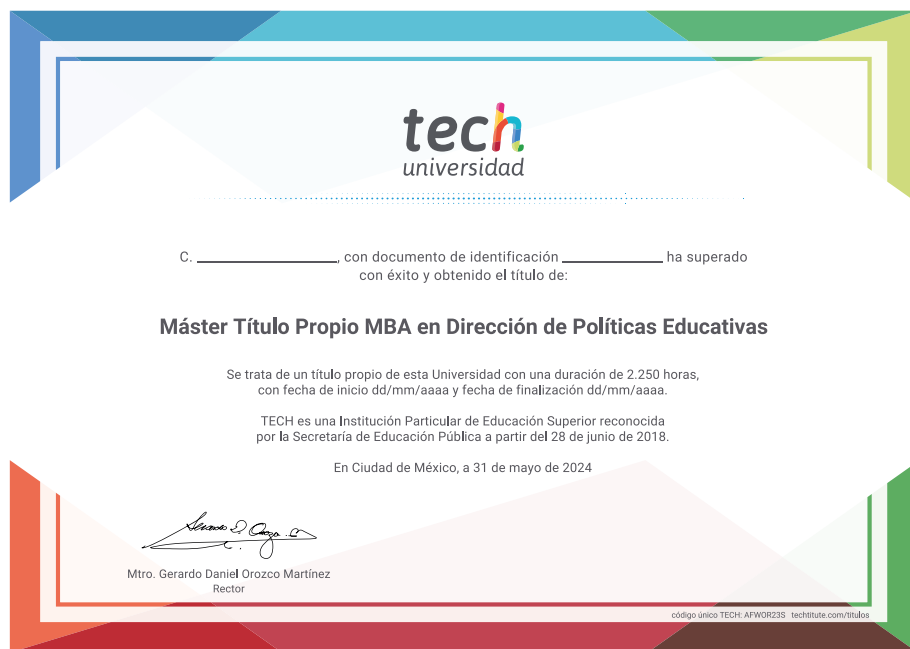 tech
universidad
C. ____________________, con documento de identificación ______________ ha superado
con éxito y obtenido el título de:
Máster Título Propio MBA en Dirección de Políticas Educativas
Se trata de un título propio de esta Universidad con una duración de 2.250 horas,
con fecha de inicio dd/mm/aaaa y fecha de finalización dd/mm/aaaa.
TECH es una Institución Particular de Educación Superior reconocida
por la Secretaría de Educación Pública a partir del 28 de junio de 2018.
En Ciudad de México, a 31 de mayo de 2024
Mtro. Gerardo Daniel Orozco Martínez
Rector
código único TECH: AFWOR23S techtitute.com/titulos